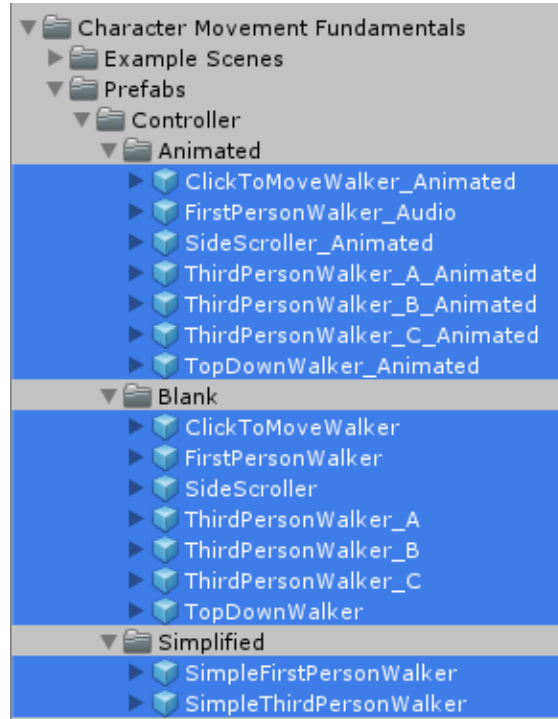 Character Movement Fundamentals
Example Scenes
Prefabs
Controller
Animated
ClickToMoveWalker_Animated
FirstPersonWalker_Audio
SideScroller_Animated
ThirdPersonWalker_A_Animated
ThirdPersonWalker_B_Animated
ThirdPersonWalker_C_Animated
TopDownWalker_Animated
Blank
ClickToMoveWalker
FirstPersonWalker
SideScroller
ThirdPersonWalker_A
ThirdPersonWalker_B
ThirdPersonWalker_C
TopDownWalker
Simplified
SimpleFirstPersonWalker
SimpleThirdPersonWalker